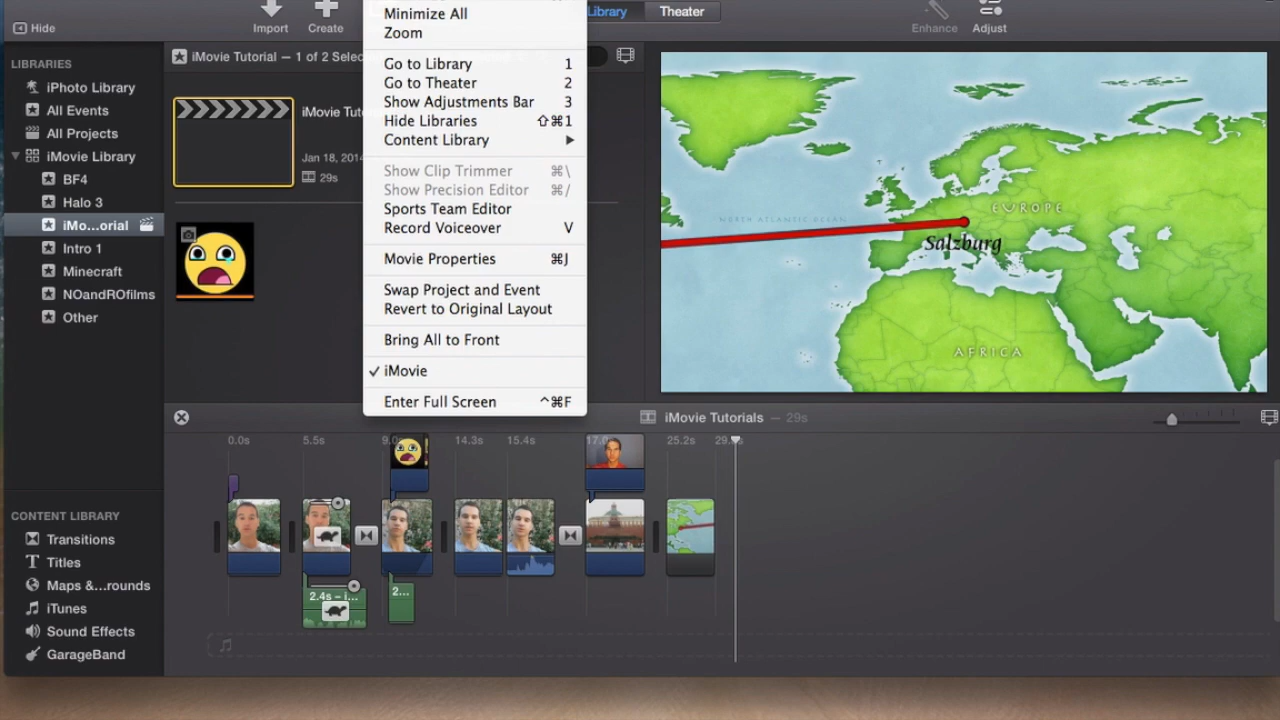 Minimize All
Library
Theater
Hide
Import
Create
Zoom
Enhance
Adjust
LIBRARIES
iPhoto Library
All Events
All Projects
iMovie Library
BF4
Halo 3
iMo...orial
Intro 1
Minecraft
NOandROfilms
Other
iMovie Tutorial — 1 of 2 Selec
iMovie Tuto
Jan 18, 2014
29s
Go to Library 1
Go to Theater 2
Show Adjustments Bar 3
Hide Libraries ⇧⌘1
Content Library ▶
Show Clip Trimmer ⌘\
Show Precision Editor ⌘/
Sports Team Editor
Record Voiceover V
Movie Properties ⌘J
Swap Project and Event
Revert to Original Layout
Bring All to Front
✓ iMovie
Enter Full Screen ^⌘F
NORTH ATLANTIC OCEAN
EUROPE
Salzburg
AFRICA
iMovie Tutorials — 29s
0.0s
5.5s
14.3s
15.4s
17.0
25.2s
2.4s – i...
2...
CONTENT LIBRARY
Transitions
Titles
Maps &...rounds
iTunes
Sound Effects
GarageBand